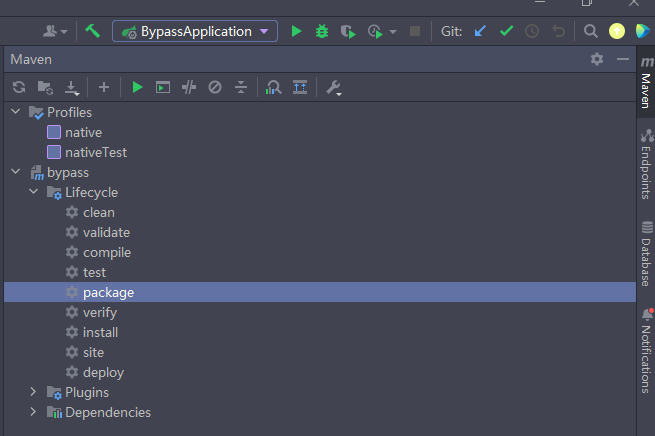 BypassApplication
Git:
Maven
Profiles
native
nativeTest
bypass
Lifecycle
clean
validate
compile
test
package
verify
install
site
deploy
Plugins
Dependencies
m
Maven
Endpoints
Database
Notifications